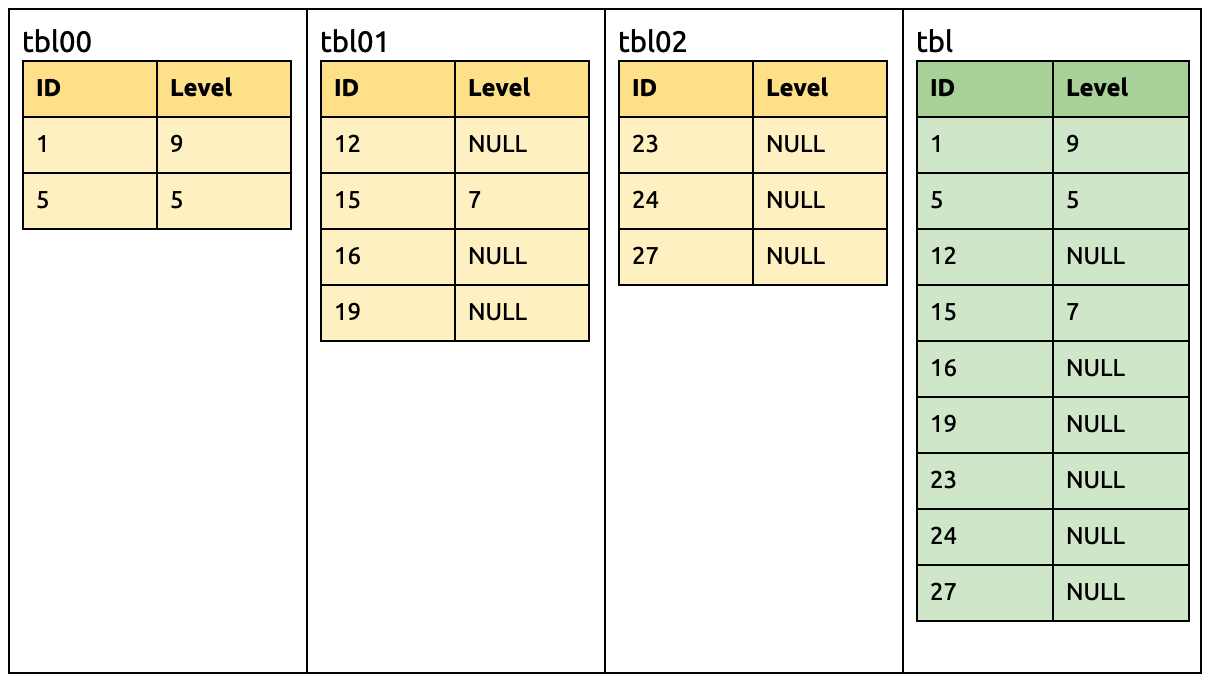 tbl00
ID Level
1 9
5 5
tbl01
ID Level
12 NULL
15 7
16 NULL
19 NULL
tbl02
ID Level
23 NULL
24 NULL
27 NULL
tbl
ID Level
1 9
5 5
12 NULL
15 7
16 NULL
19 NULL
23 NULL
24 NULL
27 NULL